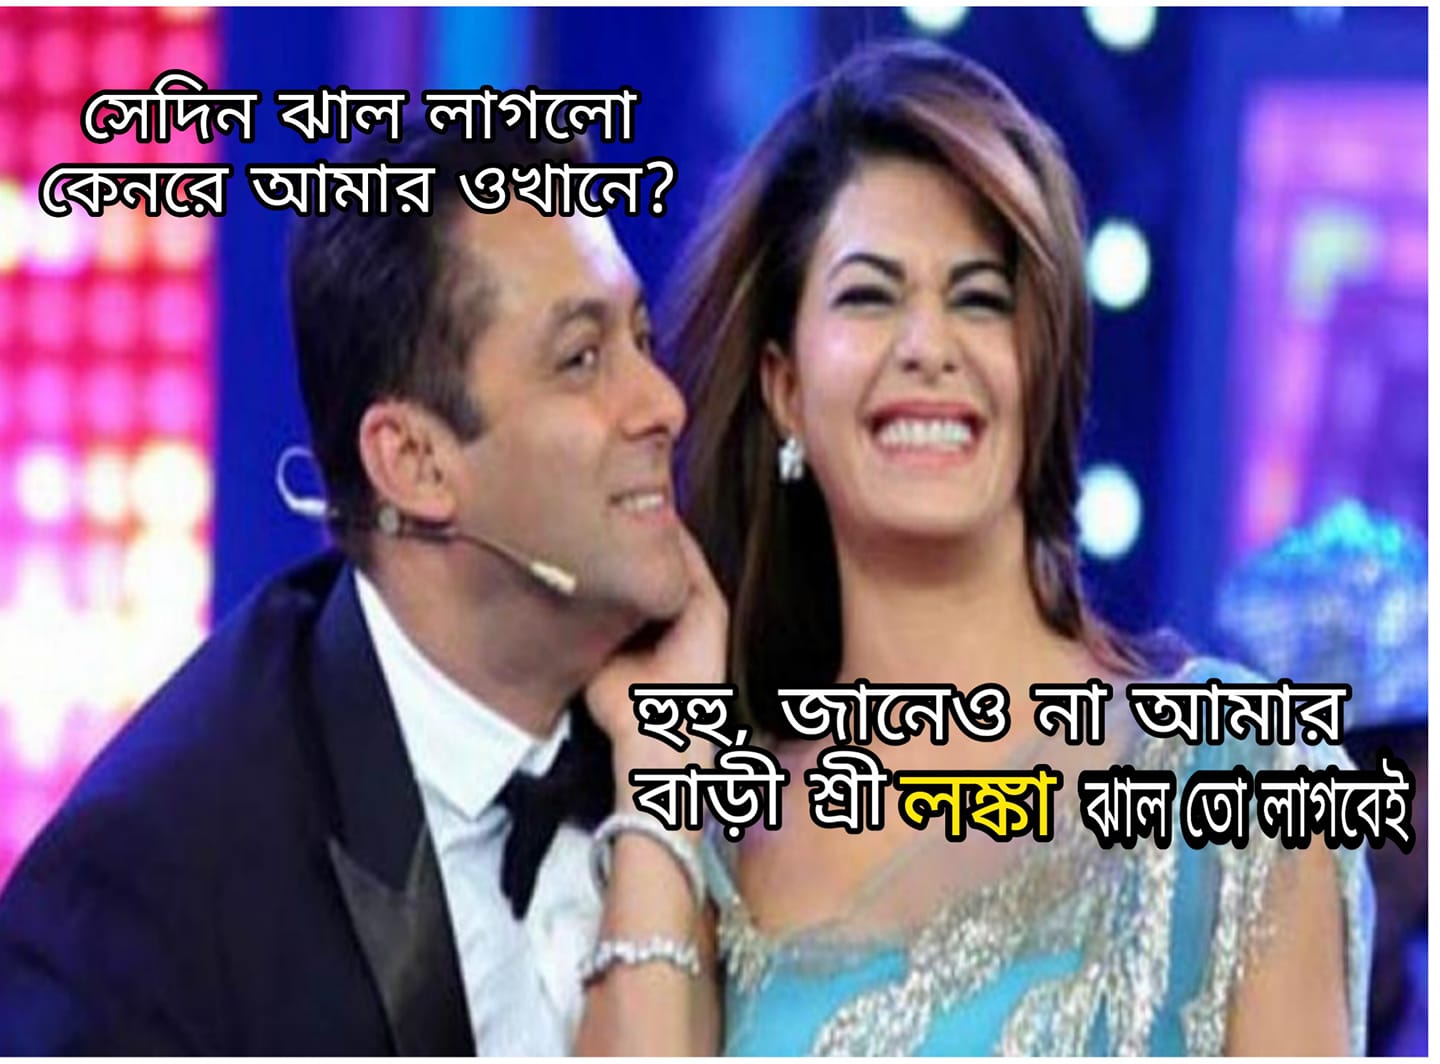 সেদিন ঝাল লাগলো
কেনরে আমার ওখানে?
হুহু, জানেও না আমার
বাড়ী শ্রী লঙ্কা ঝাল তো লাগবেই